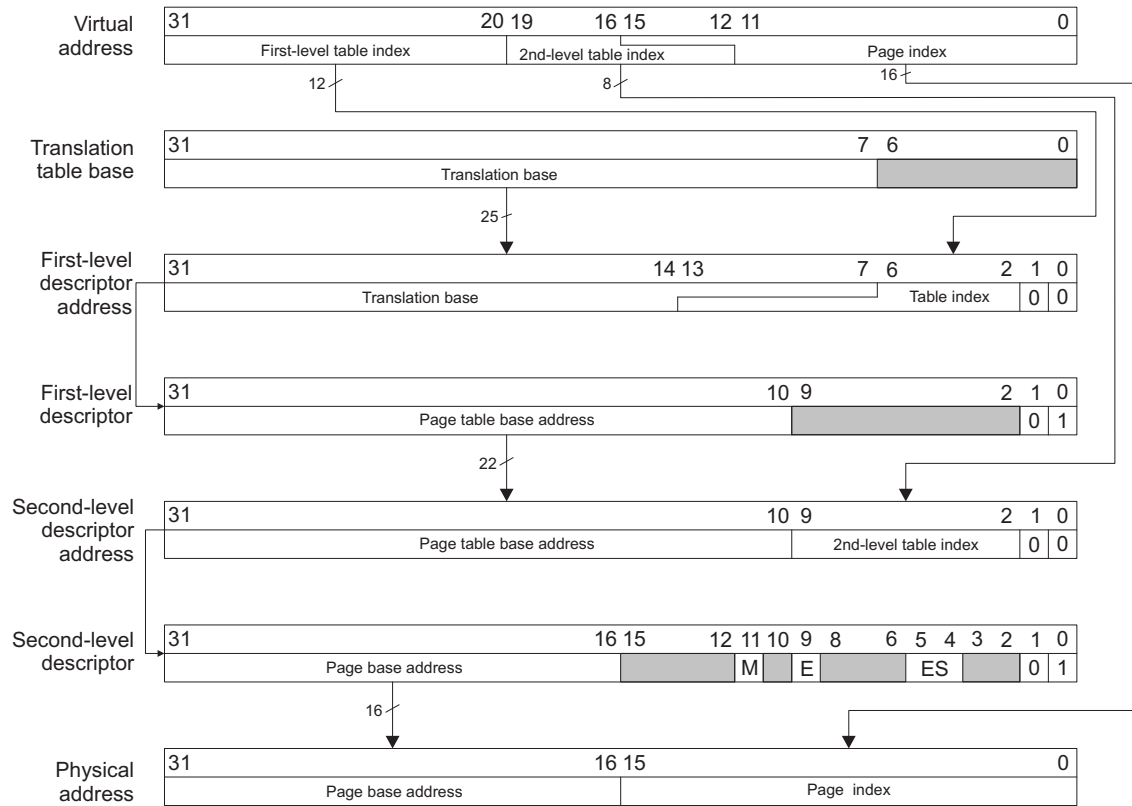 Virtual
address
31 20 19 16 15 12 11 0
First-level table index 2nd-level table index Page index
12 8 16
Translation
table base
31 7 6 0
Translation base
25
First-level
descriptor
address
31 14 13 7 6 2 1 0
Translation base Table index 0 0
First-level
descriptor
31 10 9 2 1 0
Page table base address 0 1
22
Second-level
descriptor
address
31 10 9 2 1 0
Page table base address 2nd-level table index 0 0
Second-level
descriptor
31 16 15 12 11 10 9 8 6 5 4 3 2 1 0
Page base address M E ES 0 1
16
Physical
address
31 16 15 0
Page base address Page index